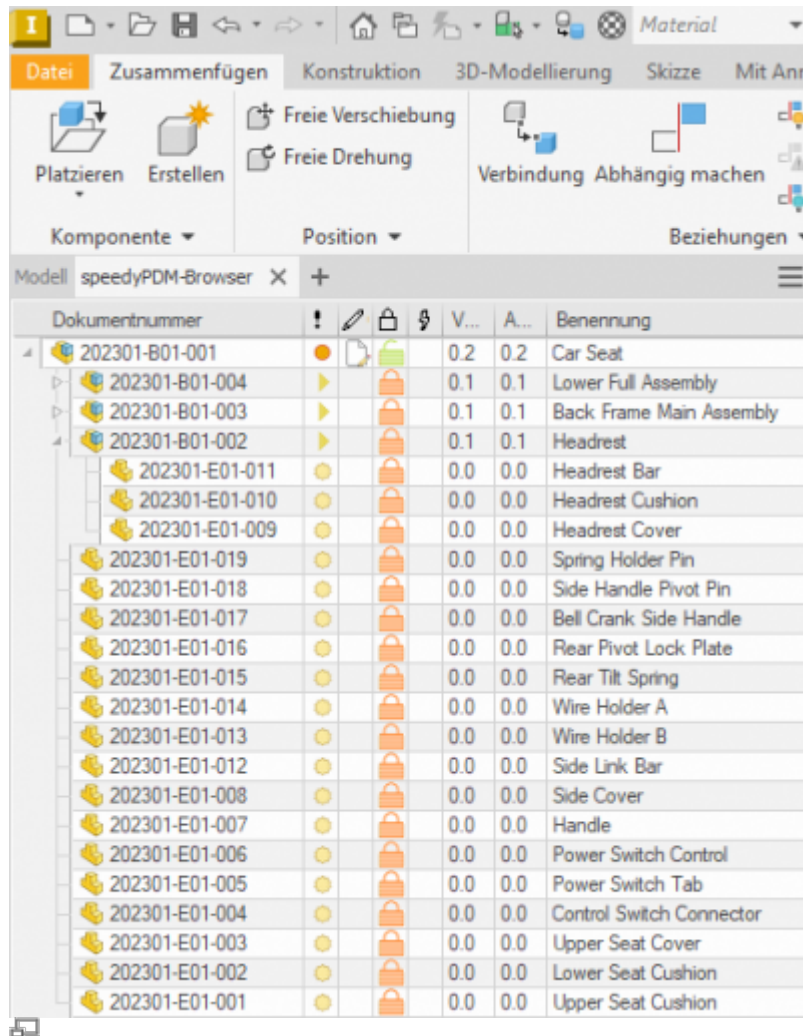 I Material
Datei Zusammenfügen Konstruktion 3D-Modellierung Skizze Mit Anr
Freie Verschiebung
Freie Drehung
Platzieren Erstellen Verbindung Abhängig machen
Komponente Position Beziehungen
Modell speedyPDM-Browser × +
Dokumentnummer ! V... A... Benennung
202301-B01-001 0.2 0.2 Car Seat
202301-B01-004 0.1 0.1 Lower Full Assembly
202301-B01-003 0.1 0.1 Back Frame Main Assembly
202301-B01-002 0.1 0.1 Headrest
202301-E01-011 0.0 0.0 Headrest Bar
202301-E01-010 0.0 0.0 Headrest Cushion
202301-E01-009 0.0 0.0 Headrest Cover
202301-E01-019 0.0 0.0 Spring Holder Pin
202301-E01-018 0.0 0.0 Side Handle Pivot Pin
202301-E01-017 0.0 0.0 Bell Crank Side Handle
202301-E01-016 0.0 0.0 Rear Pivot Lock Plate
202301-E01-015 0.0 0.0 Rear Tilt Spring
202301-E01-014 0.0 0.0 Wire Holder A
202301-E01-013 0.0 0.0 Wire Holder B
202301-E01-012 0.0 0.0 Side Link Bar
202301-E01-008 0.0 0.0 Side Cover
202301-E01-007 0.0 0.0 Handle
202301-E01-006 0.0 0.0 Power Switch Control
202301-E01-005 0.0 0.0 Power Switch Tab
202301-E01-004 0.0 0.0 Control Switch Connector
202301-E01-003 0.0 0.0 Upper Seat Cover
202301-E01-002 0.0 0.0 Lower Seat Cushion
202301-E01-001 0.0 0.0 Upper Seat Cushion